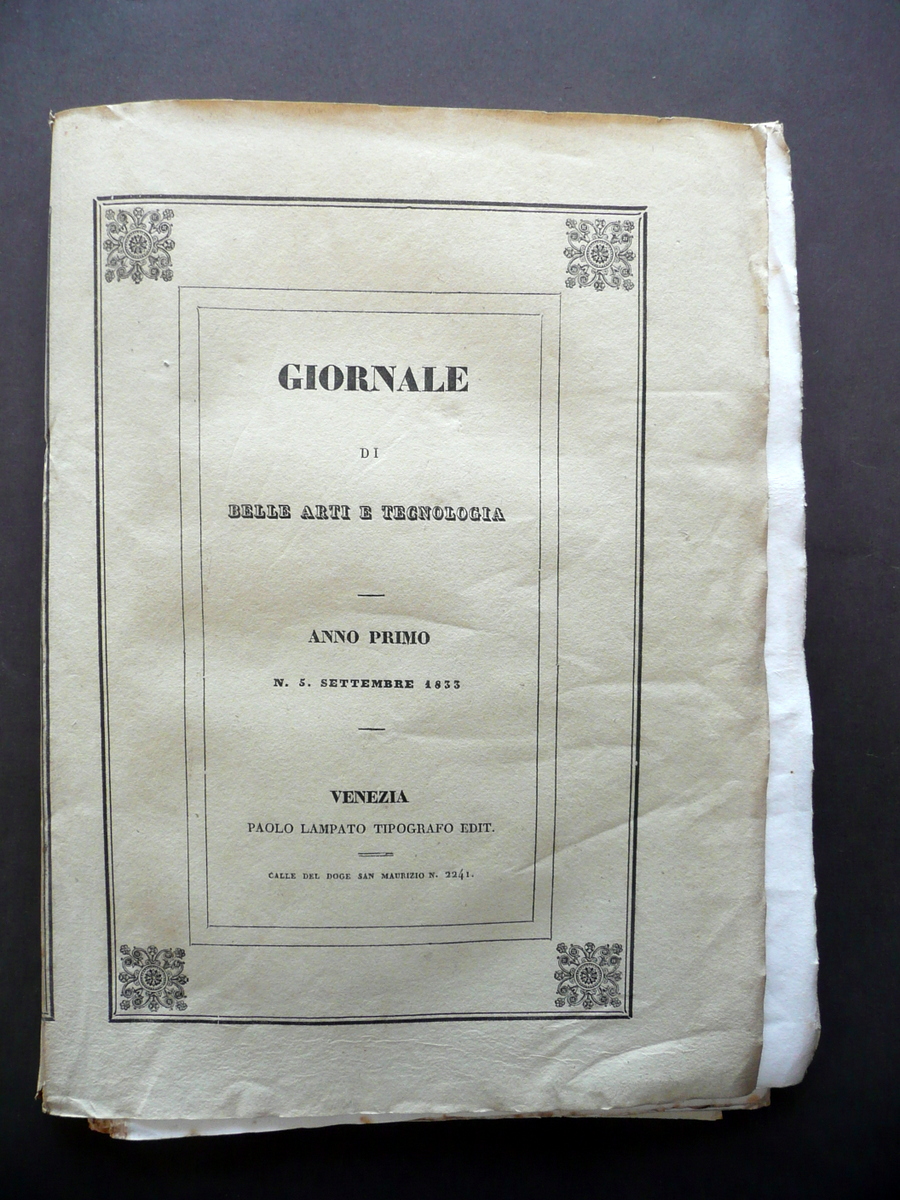 GIORNALE
DI
BELLE ARTI E TECNOLOGIA
ANNO PRIMO
N. 5. SETTEMBRE 1833
VENEZIA
PAOLO LAMPATO TIPOGRAFO EDIT.
CALLE DEL DOGE SAN MAURIZIO N. 2241.